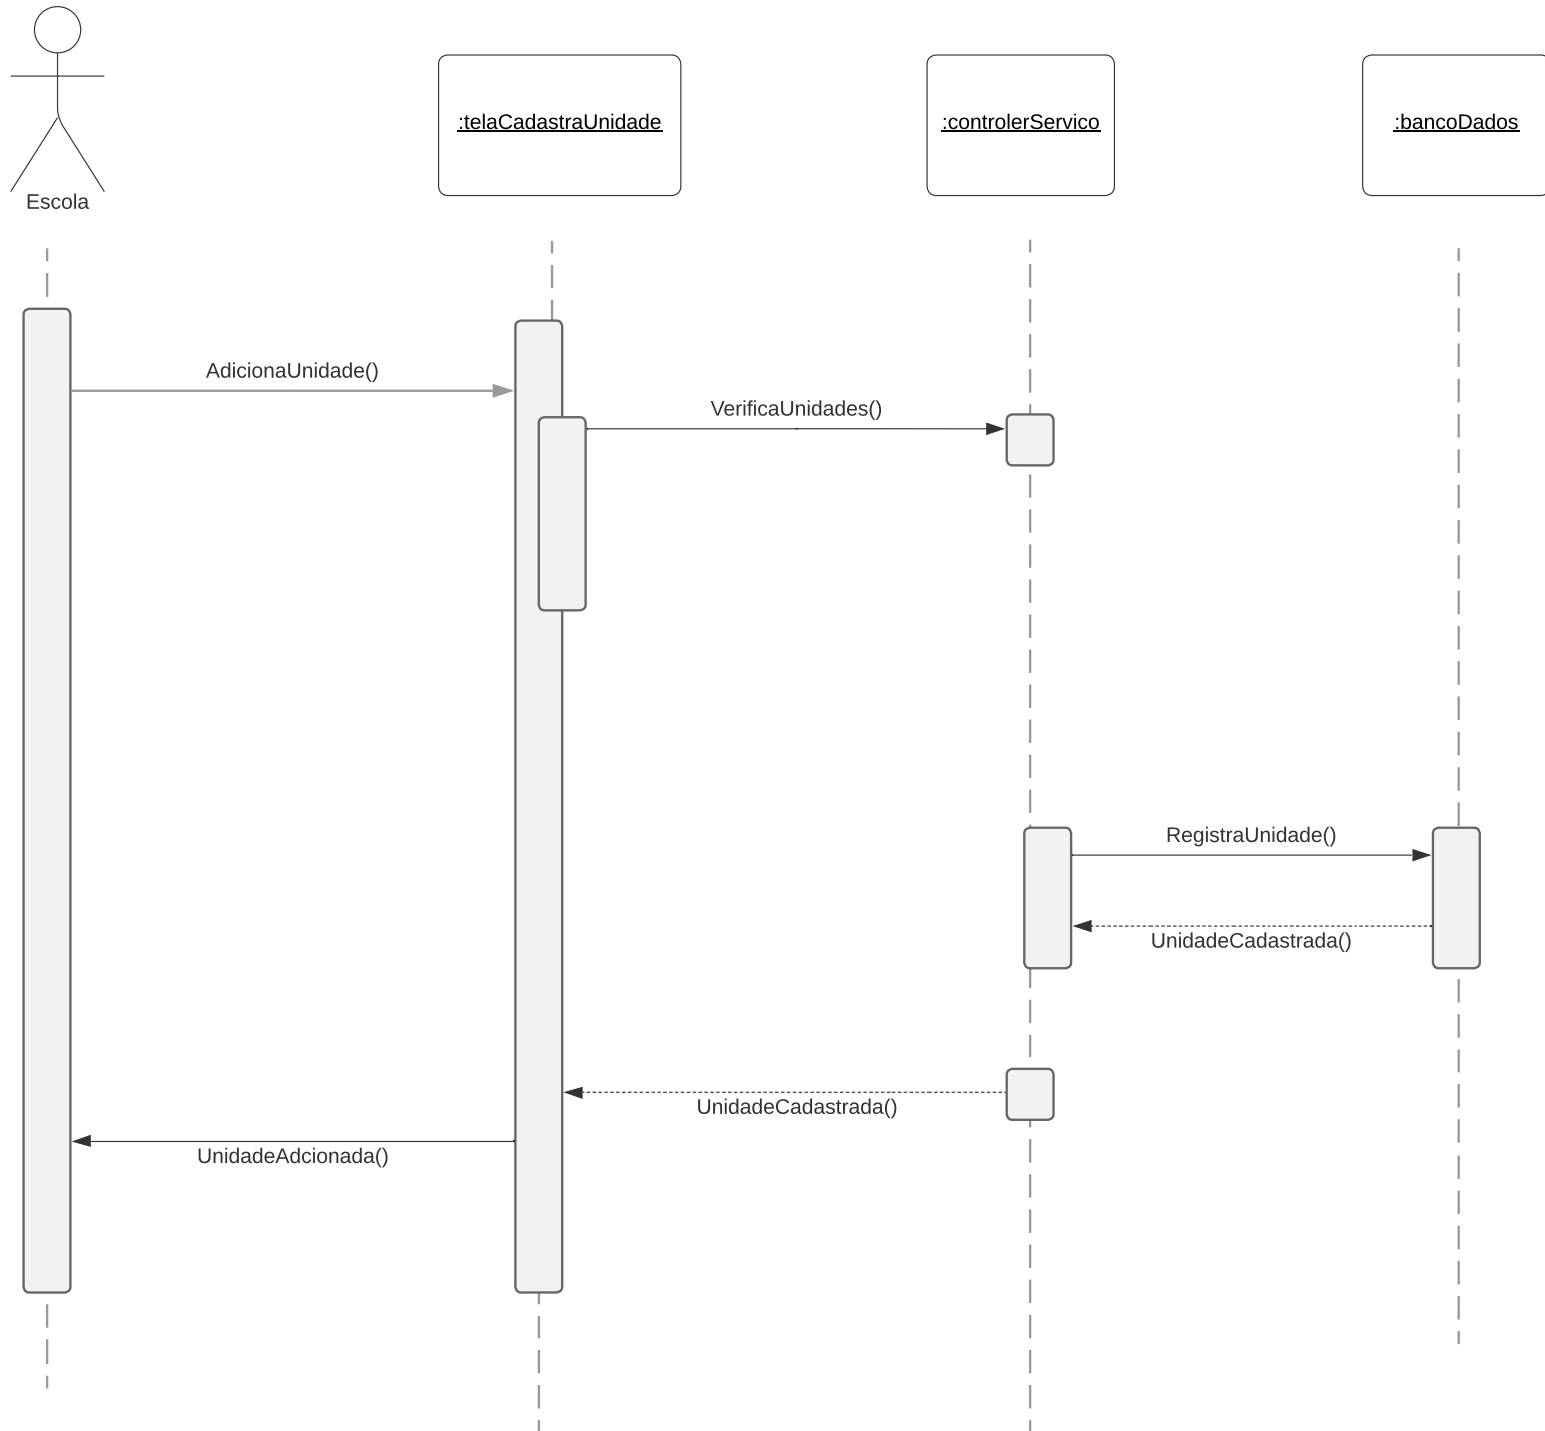 Escola
:telaCadastraUnidade
:controlerServico
:bancoDados
AdicionaUnidade()
VerificaUnidades()
RegistraUnidade()
UnidadeCadastrada()
UnidadeCadastrada()
UnidadeAdcionada()